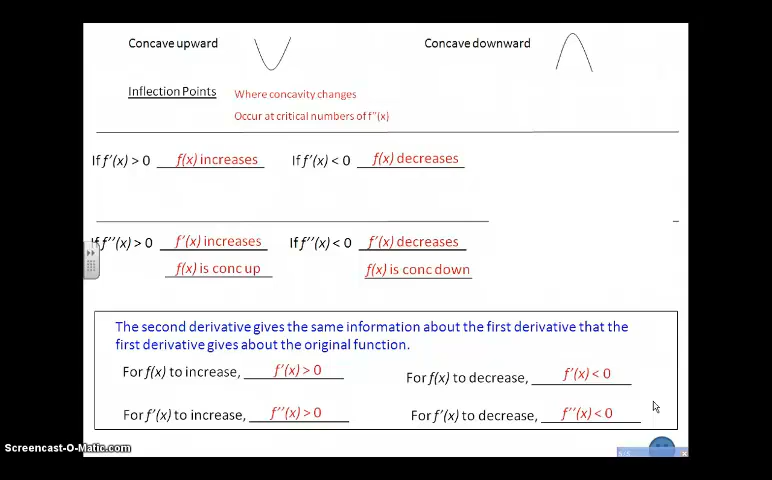 Concave upward Concave downward
Inflection Points Where concavity changes
Occur at critical numbers of f"(x)
If f'(x) > 0 f(x) increases If f'(x) < 0 f(x) decreases
If f''(x) > 0 f'(x) increases If f''(x) < 0 f'(x) decreases
f(x) is conc up f(x) is conc down
The second derivative gives the same information about the first derivative that the
first derivative gives about the original function.
For f(x) to increase, f'(x) > 0 For f(x) to decrease, f'(x) < 0
For f'(x) to increase, f''(x) > 0 For f'(x) to decrease, f''(x) < 0
Screencast-O-Matic.com